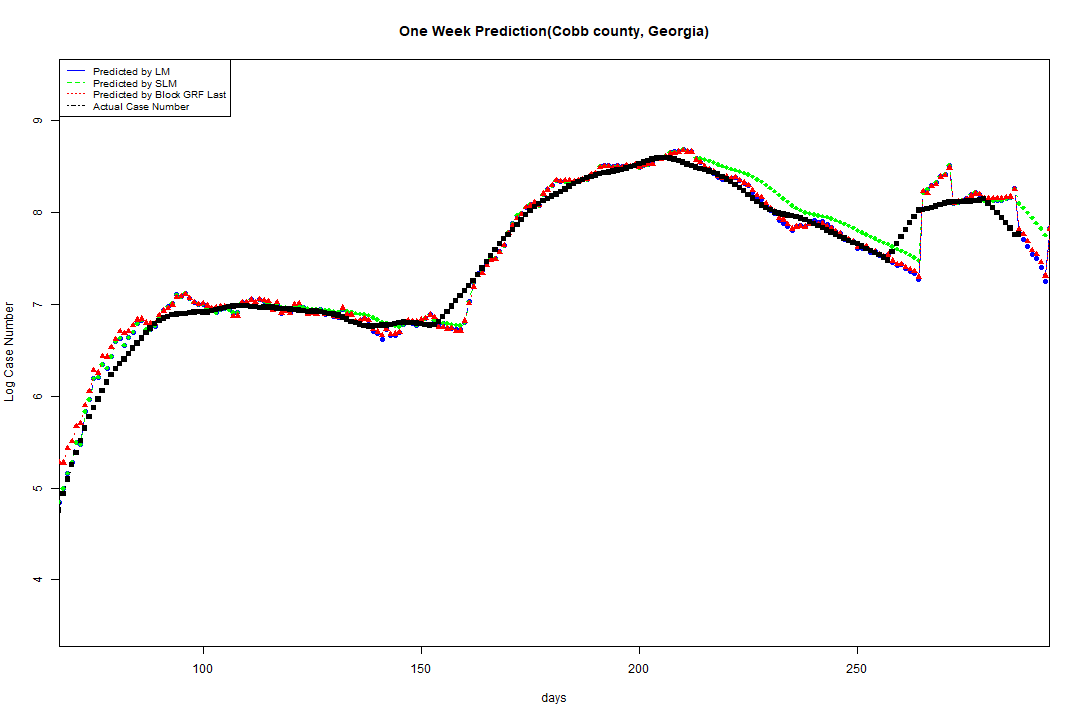 One Week Prediction(Cobb county, Georgia)
Predicted by LM
Predicted by SLM
Predicted by Block GRF Last
Actual Case Number
Log Case Number
9
8
7
6
5
4
100 150 200 250
days